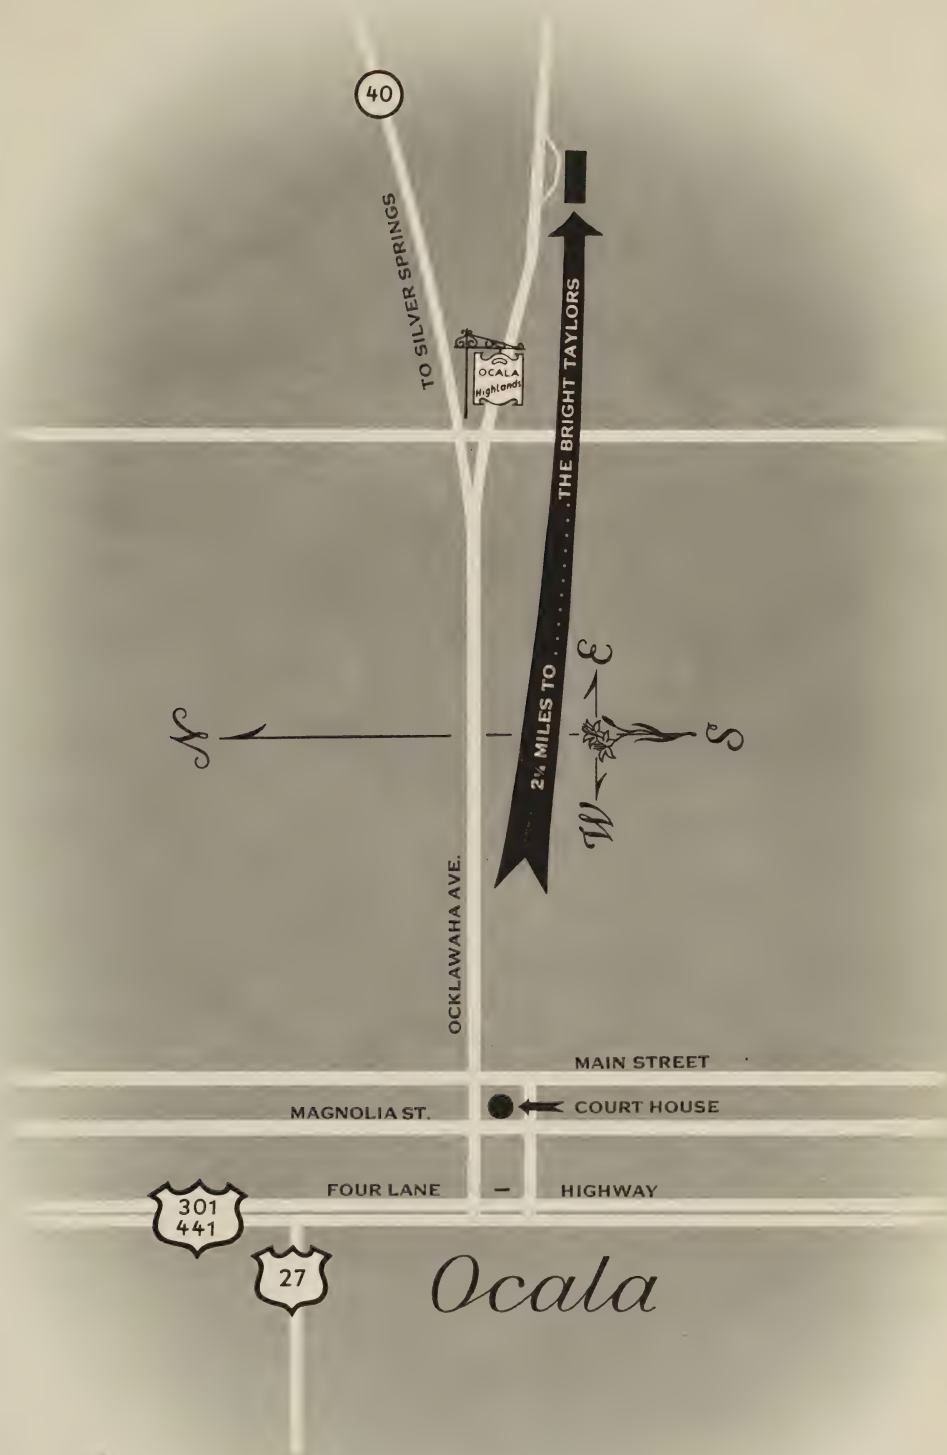 40
TO SILVER SPRINGS
OCALA
Highlands
2¼ MILES TO . . . . . . . . . . . THE BRIGHT TAYLORS
E
N
S
W
OCKLAWAHA AVE.
MAIN STREET
MAGNOLIA ST.
COURT HOUSE
FOUR LANE – HIGHWAY
301
441
27
Ocala